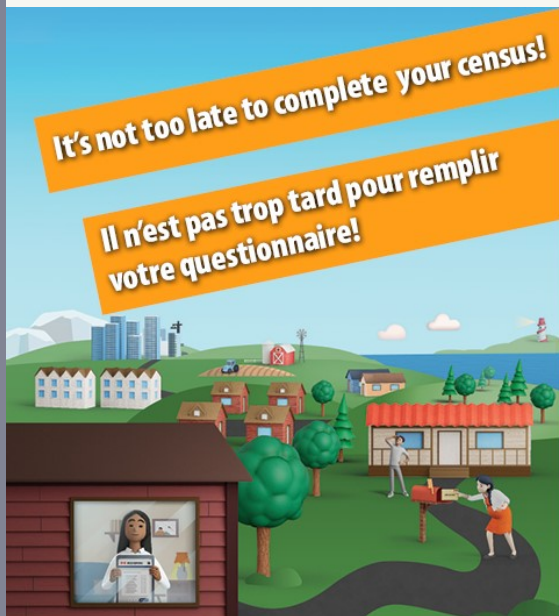 It's not too late to complete your census!
Il n'est pas trop tard pour remplir
votre questionnaire!